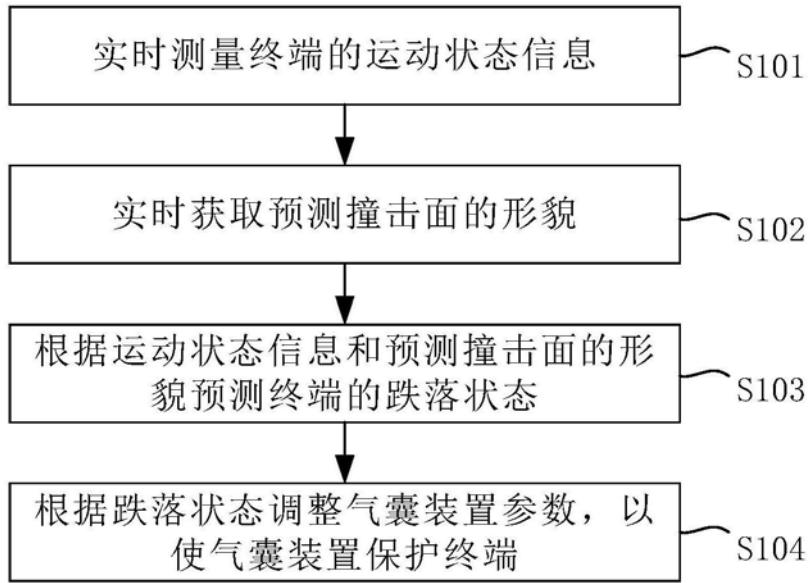 实时测量终端的运动状态信息
S101
实时获取预测撞击面的形貌
S102
根据运动状态信息和预测撞击面的形
貌预测终端的跌落状态
S103
根据跌落状态调整气囊装置参数，以
使气囊装置保护终端
S104